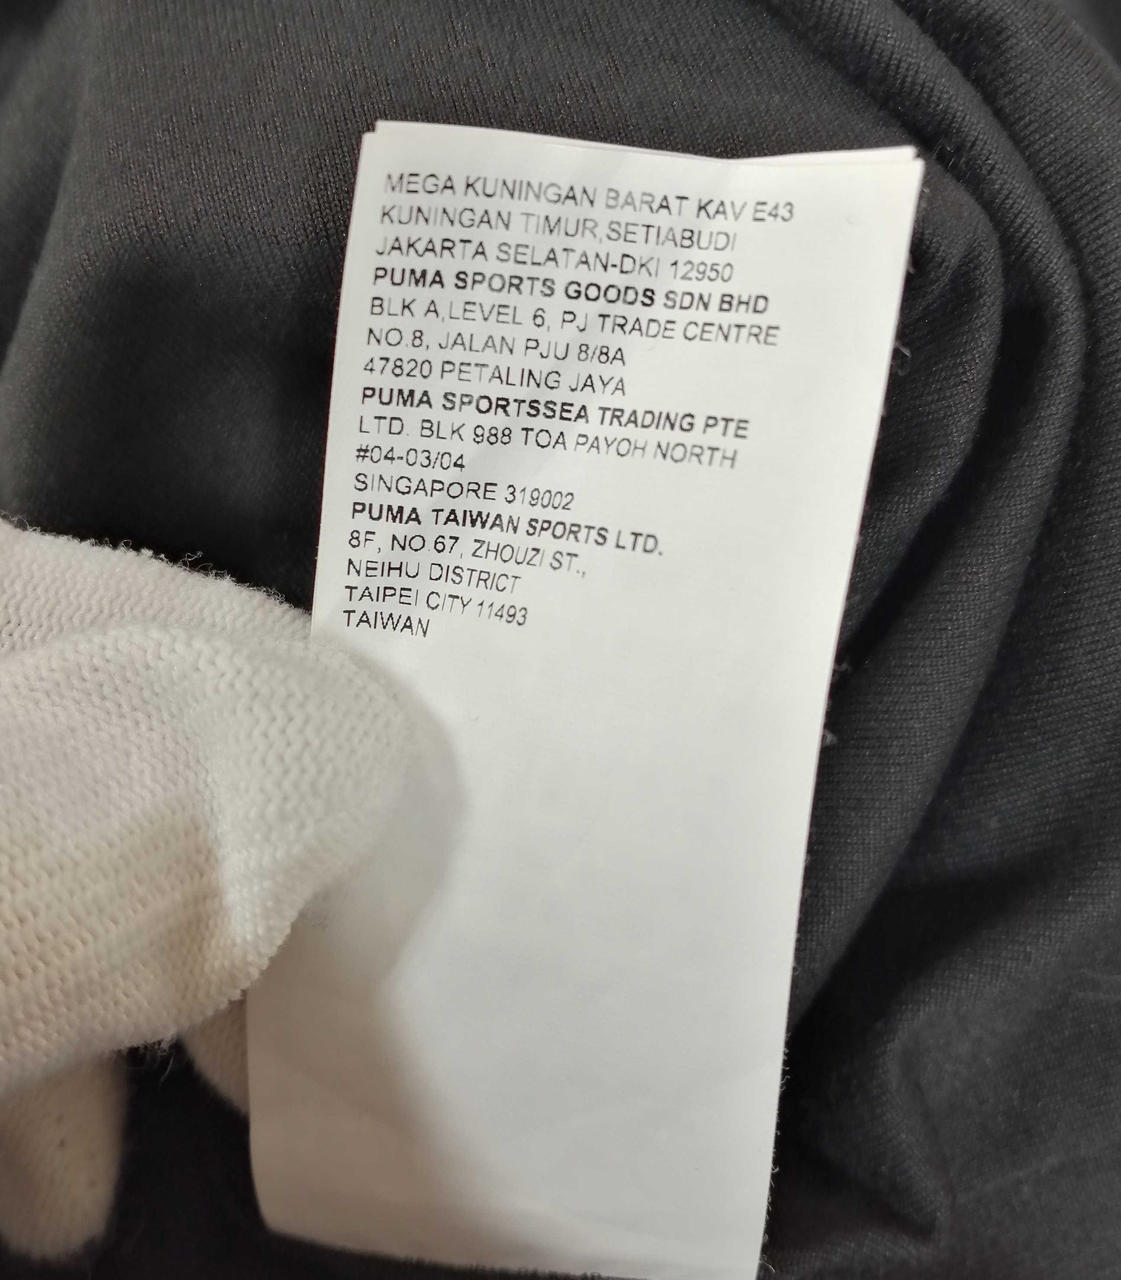 MEGA KUNINGAN BARAT KAV E43
KUNINGAN TIMUR,SETIABUDI
JAKARTA SELATAN-DKI 12950
PUMA SPORTS GOODS SDN BHD
BLK A,LEVEL 6, PJ TRADE CENTRE
NO.8, JALAN PJU 8/8A
47820 PETALING JAYA
PUMA SPORTSSEA TRADING PTE
LTD. BLK 988 TOA PAYOH NORTH
#04-03/04
SINGAPORE 319002
PUMA TAIWAN SPORTS LTD.
8F, NO.67, ZHOUZI ST.,
NEIHU DISTRICT
TAIPEI CITY 11493
TAIWAN